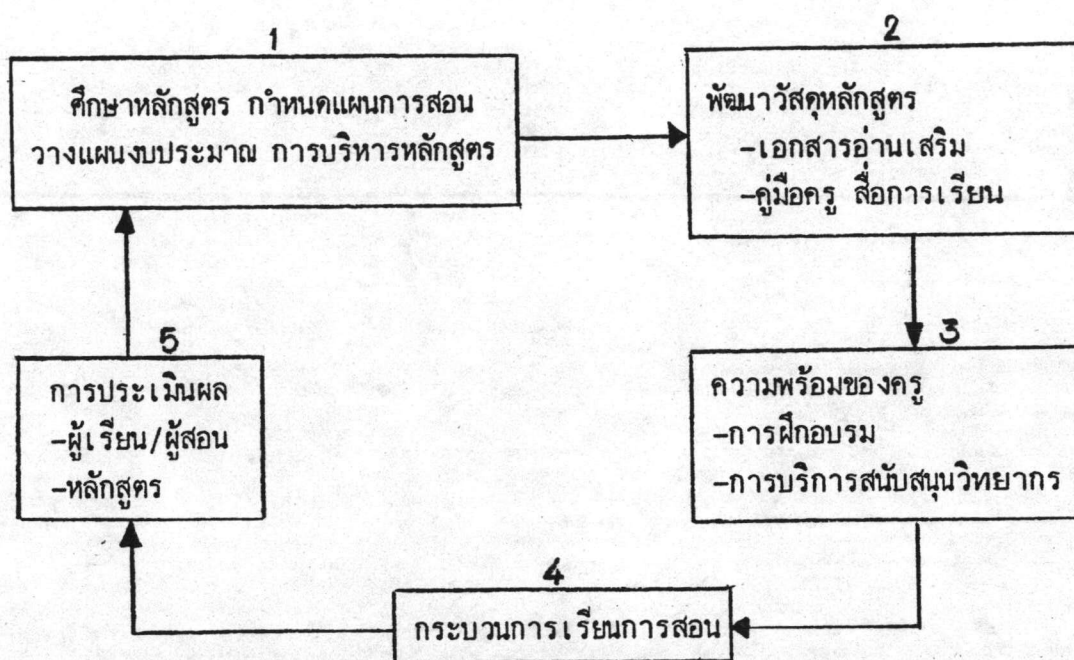 1
ศึกษาหลักสูตร กำหนดแผนการสอน
วางแผนงบประมาณ การบริหารหลักสูตร
2
พัฒนาวัสดุหลักสูตร
-เอกสารอ่านเสริม
-คู่มือครู สื่อการเรียน
3
ความพร้อมของครู
-การฝึกอบรม
-การบริการสนับสนุนวิทยากร
4
กระบวนการเรียนการสอน
5
การประเมินผล
-ผู้เรียน/ผู้สอน
-หลักสูตร